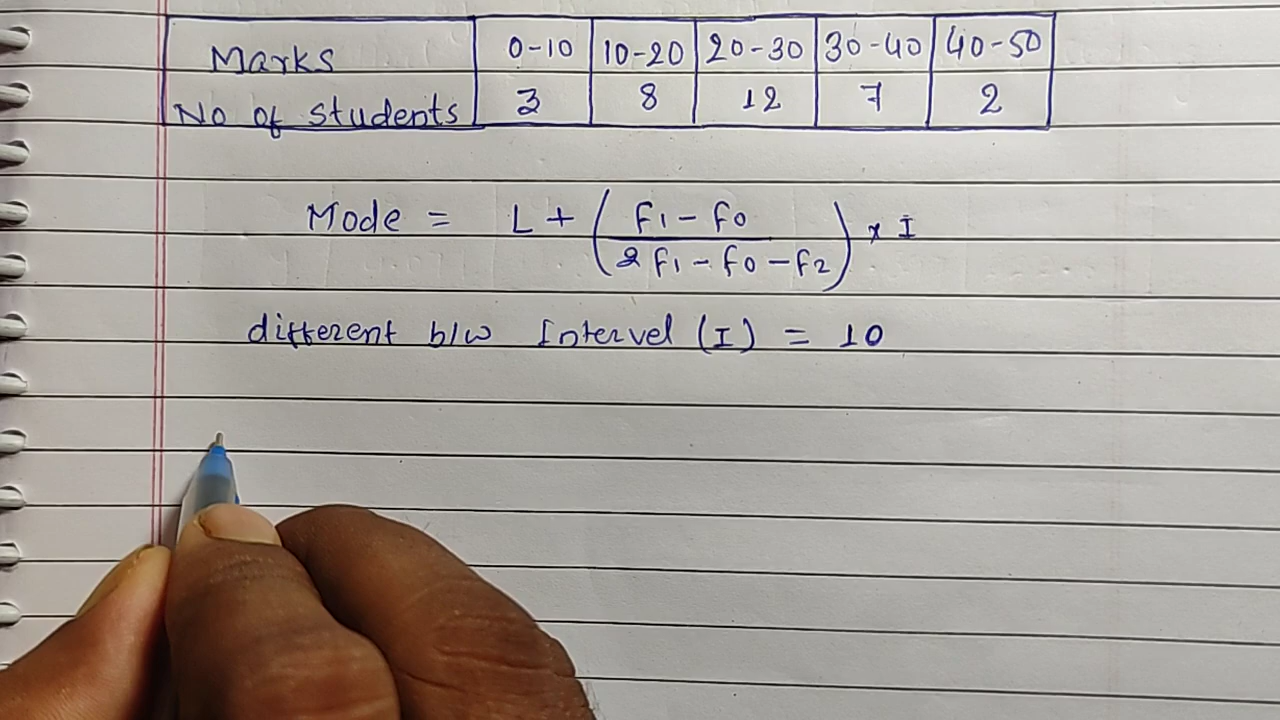 Marks 0-10 10-20 20-30 30-40 40-50
No of students 3 8 12 7 2
Mode = L + (f1 - f0 / 2f1 - f0 - f2) × I
different b/w Intervel (I) = 10